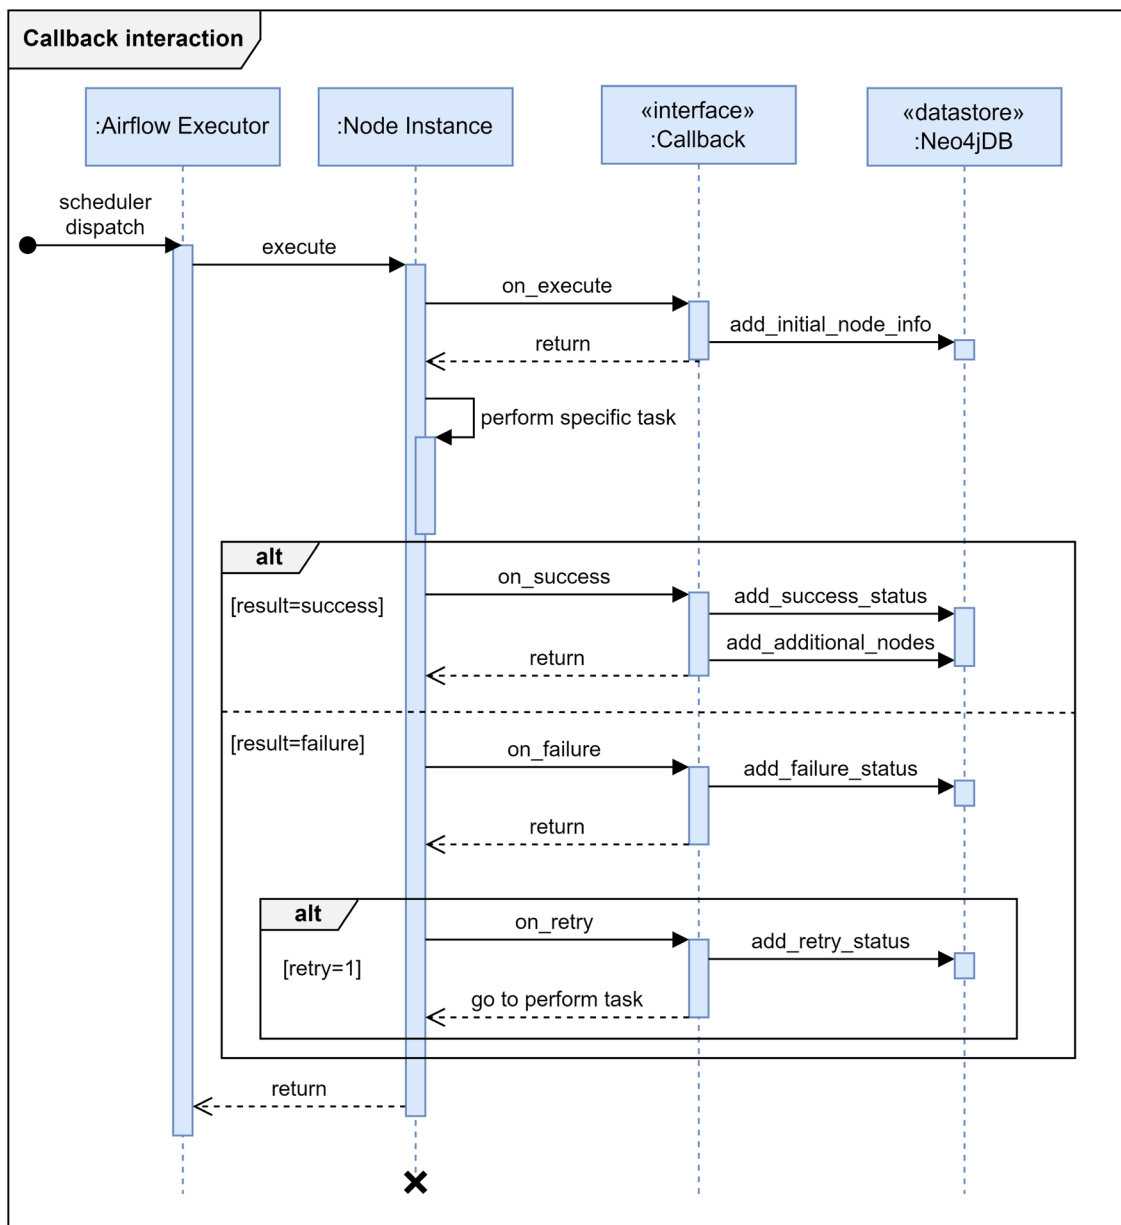 Callback interaction
:Airflow Executor
:Node Instance
«interface»
:Callback
«datastore»
:Neo4jDB
scheduler
dispatch
execute
on_execute
add_initial_node_info
return
perform specific task
alt
[result=success]
on_success
add_success_status
add_additional_nodes
return
[result=failure]
on_failure
add_failure_status
return
alt
[retry=1]
on_retry
add_retry_status
go to perform task
return